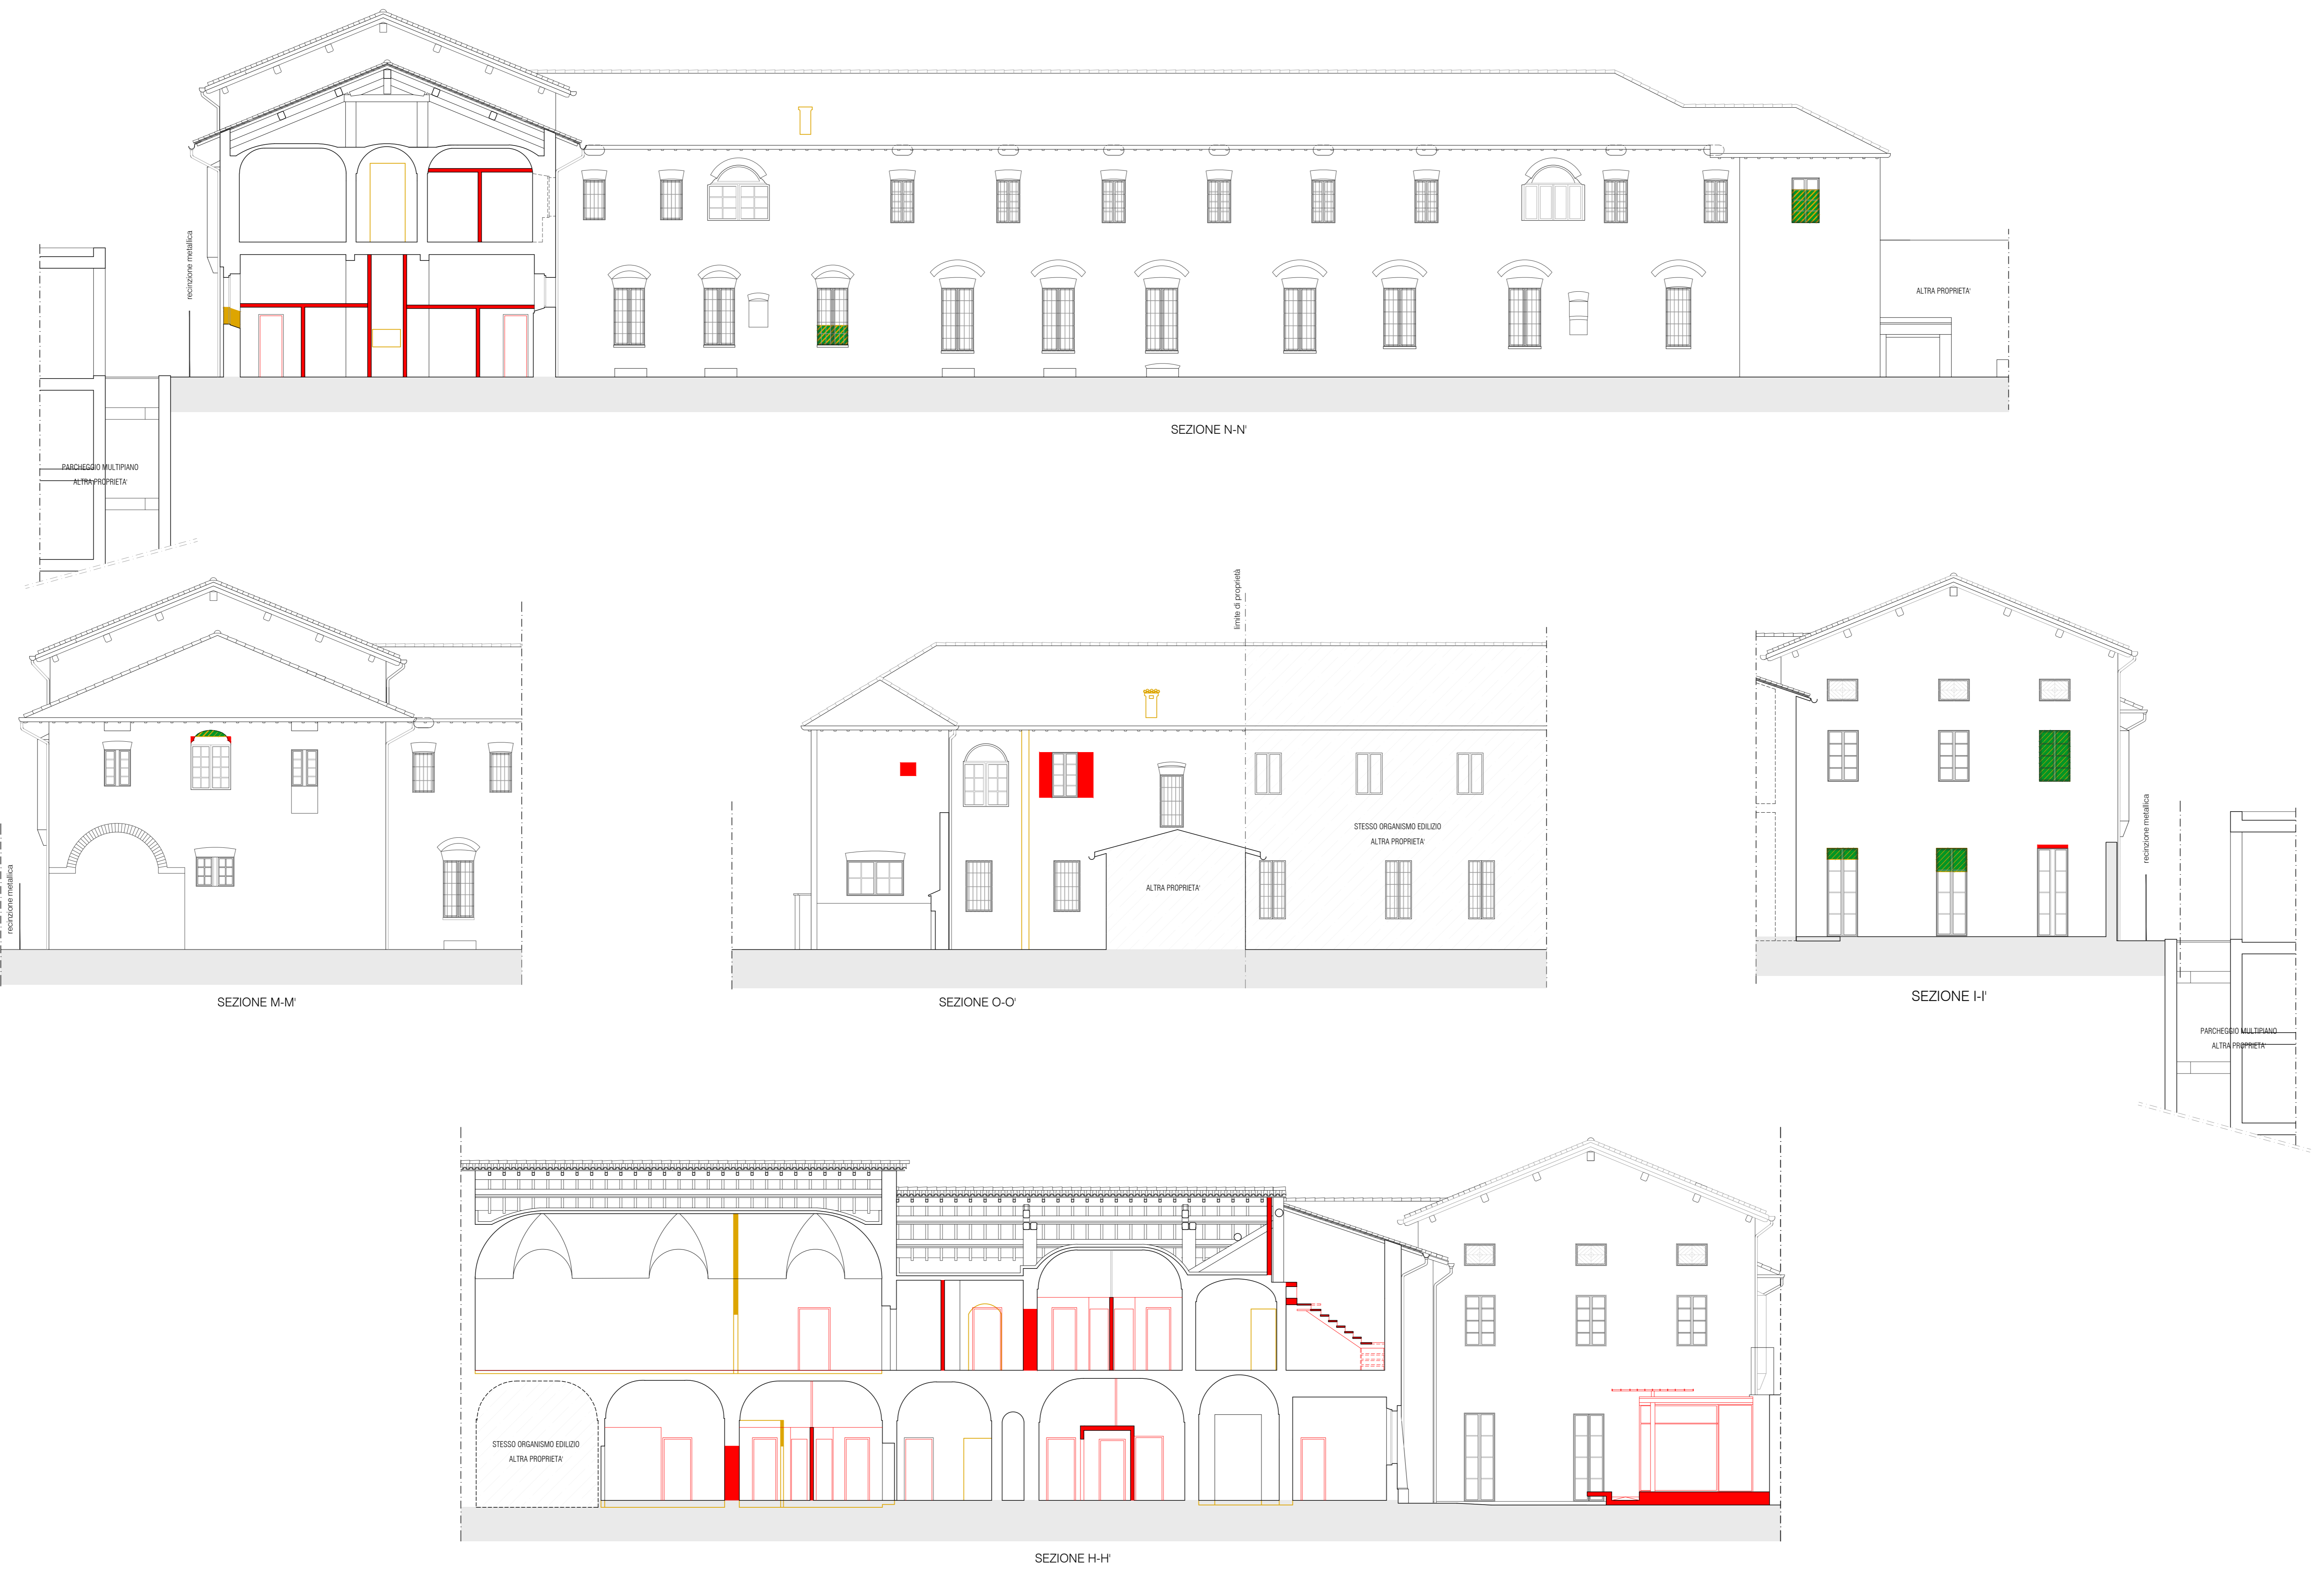 recinzione metallica
ALTRA PROPRIETA'
SEZIONE N-N'
PARCHEGGIO MULTIPIANO
ALTRA PROPRIETA'
limite di proprietà
STESSO ORGANISMO EDILIZIO
ALTRA PROPRIETA'
ALTRA PROPRIETA'
recinzione metallica
recinzione metallica
SEZIONE M-M'
SEZIONE O-O'
SEZIONE I-I'
PARCHEGGIO MULTIPIANO
ALTRA PROPRIETA'
STESSO ORGANISMO EDILIZIO
ALTRA PROPRIETA'
SEZIONE H-H'